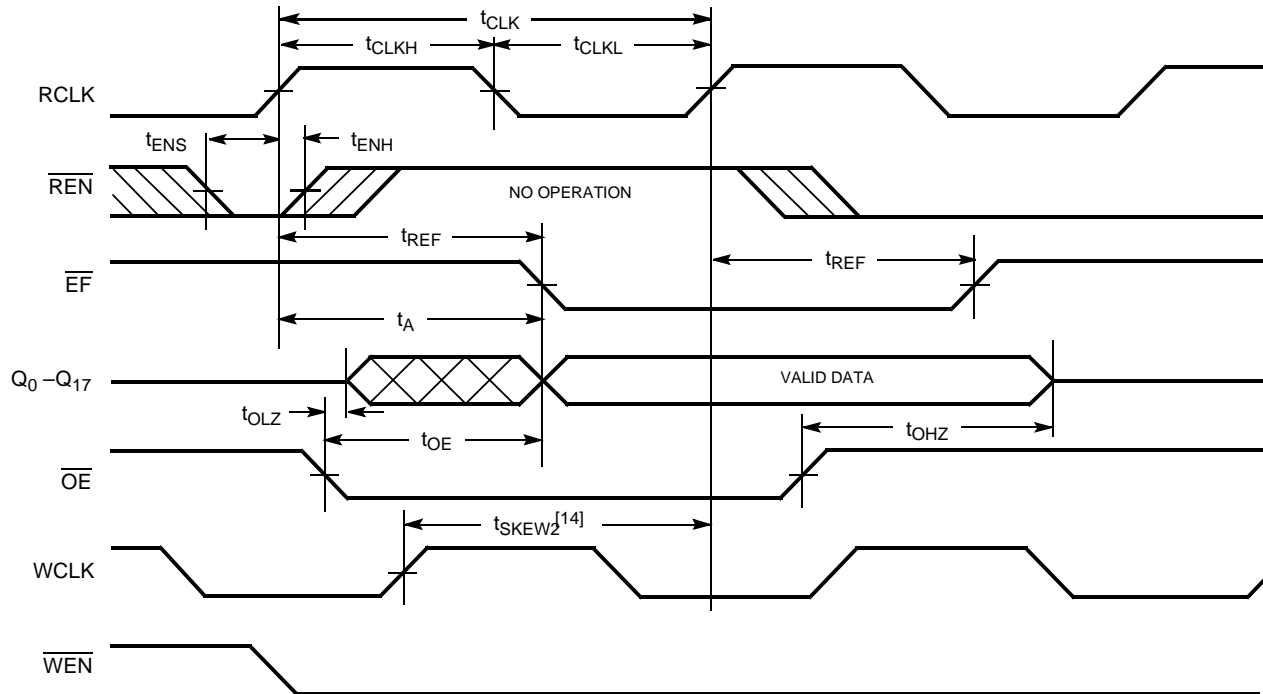 tCLK
tCLKH
tCLKL
RCLK
tENS
tENH
REN
NO OPERATION
tREF
tREF
EF
tA
Q0 –Q17
VALID DATA
tOLZ
tOE
tOHZ
OE
tSKEW2[14]
WCLK
WEN